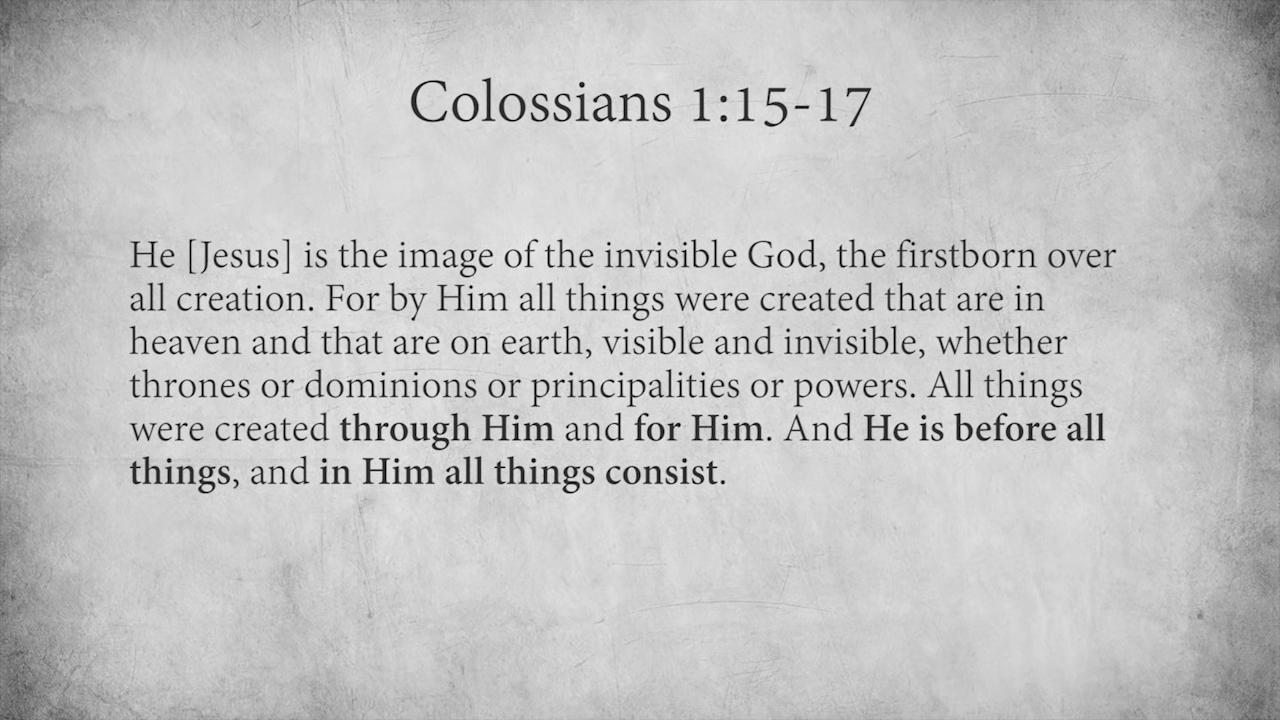 Colossians 1:15-17
He [Jesus] is the image of the invisible God, the firstborn over
all creation. For by Him all things were created that are in
heaven and that are on earth, visible and invisible, whether
thrones or dominions or principalities or powers. All things
were created through Him and for Him. And He is before all
things, and in Him all things consist.